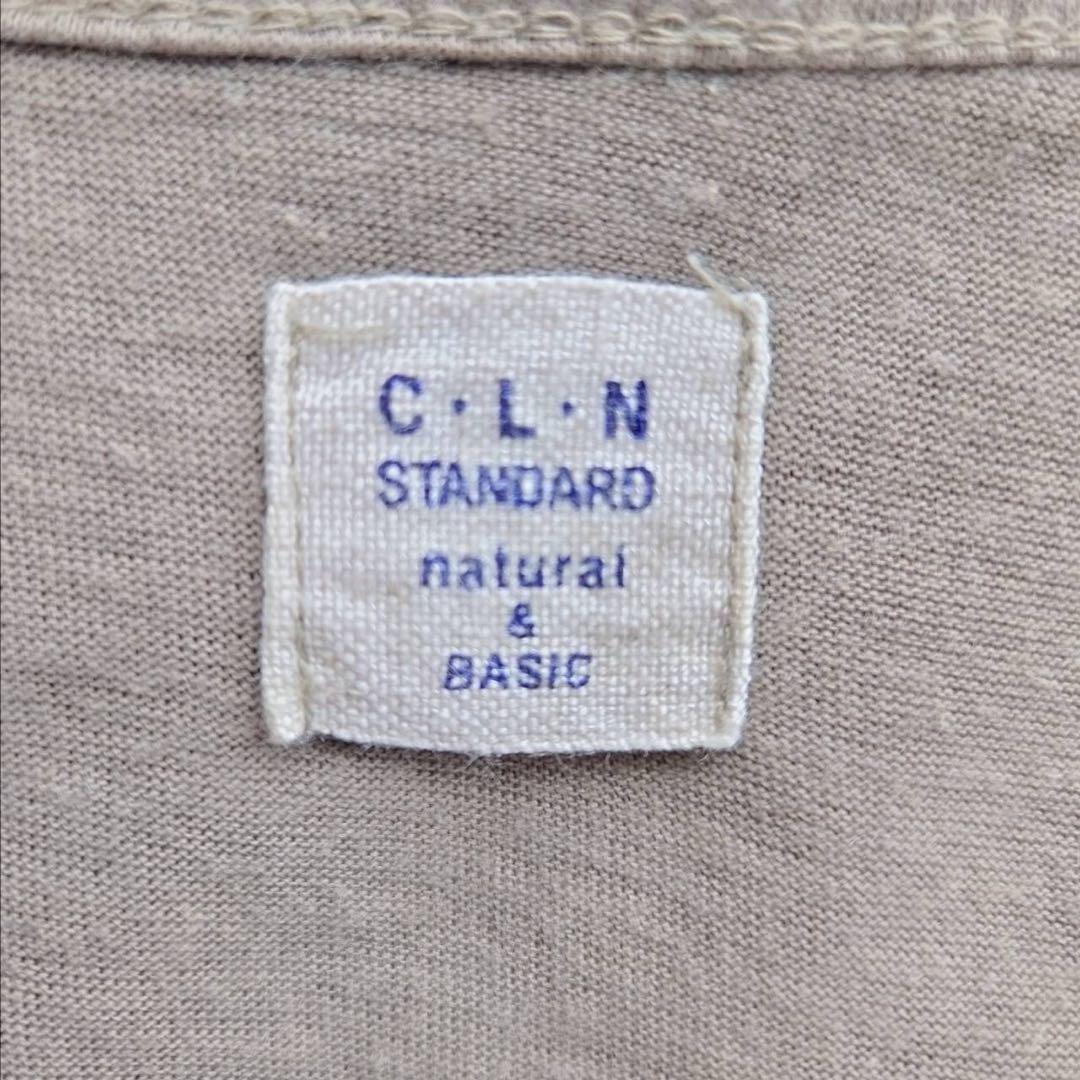 C・L・N
STANDARD
natural
&
BASIC